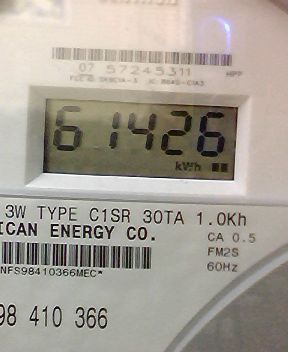 07 57245311 HPP
61426
kWh
3W TYPE C1SR 30TA 1.0Kh
ICAN ENERGY CO.
CA 0.5
FM2S
60Hz
NFS98410366MEC*
98 410 366